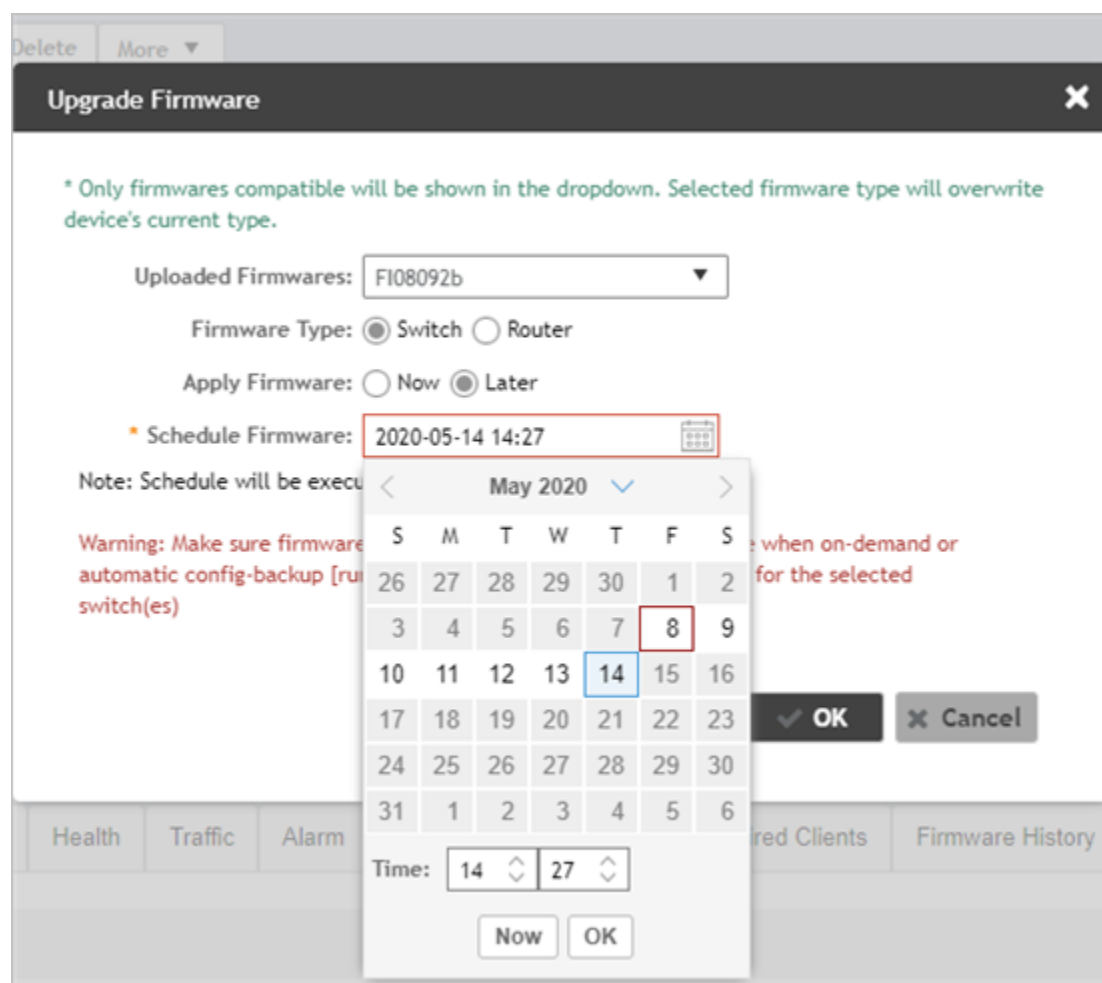 Delete More ▼
Upgrade Firmware
* Only firmwares compatible will be shown in the dropdown. Selected firmware type will overwrite
device's current type.
Uploaded Firmwares: FI08092b
Firmware Type: Switch Router
Apply Firmware: Now Later
* Schedule Firmware: 2020-05-14 14:27
Note: Schedule will be execu
May 2020
S M T W T F S
Warning: Make sure firmware when on-demand or
26 27 28 29 30 1 2
automatic config-backup [ru for the selected
switch(es)
3 4 5 6 7 8 9
10 11 12 13 14 15 16
17 18 19 20 21 22 23
OK Cancel
24 25 26 27 28 29 30
31 1 2 3 4 5 6
Health Traffic Alarm ired Clients Firmware History
Time: 14 27
Now OK